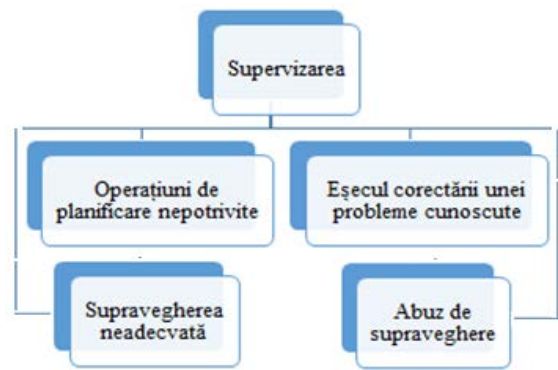 Supervizarea
Operațiuni de
planificare nepotrivite
Eșecul corectării unei
probleme cunoscute
Supravegherea
neadecvată
Abuz de
supraveghere